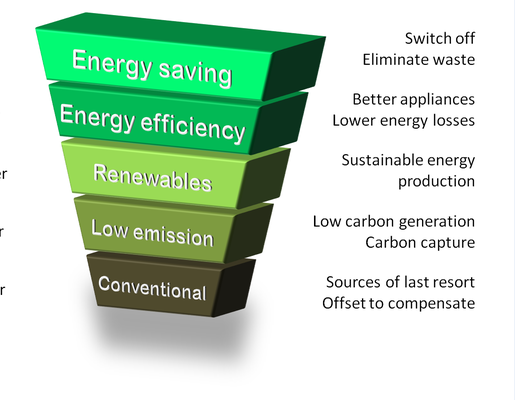 Energy saving
Switch off
Eliminate waste
Energy efficiency
Better appliances
Lower energy losses
Renewables
Sustainable energy
production
Low emission
Low carbon generation
Carbon capture
Conventional
Sources of last resort
Offset to compensate